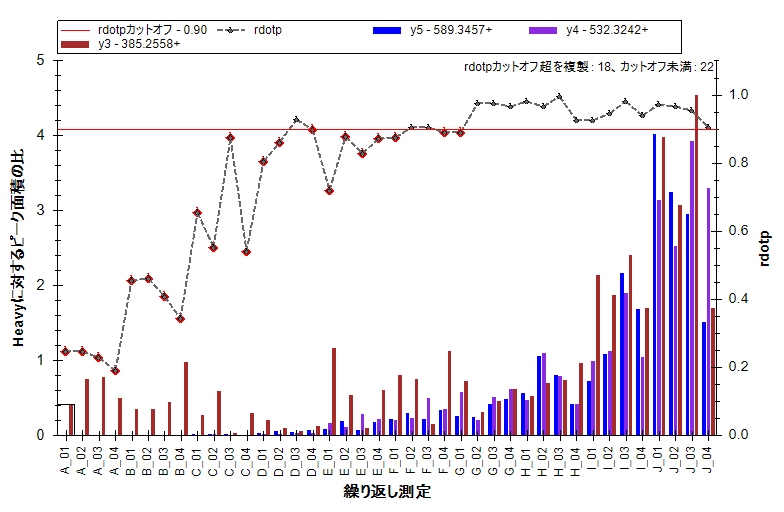 rdotpカットオフ - 0.90 rdotp y5 - 589.3457+ y4 - 532.3242+
y3 - 385.2558+
rdotpカットオフ超を複製: 18、カットオフ未満: 22
Heavyに対するピーク面積の比
5
4
3
2
1
0
1.0
0.8
0.6
0.4
0.2
0.0
rdotp
A_01 A_02 A_03 A_04 B_01 B_02 B_03 B_04 C_01 C_02 C_03 C_04 D_01 D_02 D_03 D_04 E_01 E_02 E_03 E_04 F_01 F_02 F_03 F_04 G_01 G_02 G_03 G_04 H_01 H_02 H_03 H_04 I_01 I_02 I_03 I_04 J_01 J_02 J_03 J_04
繰り返し測定